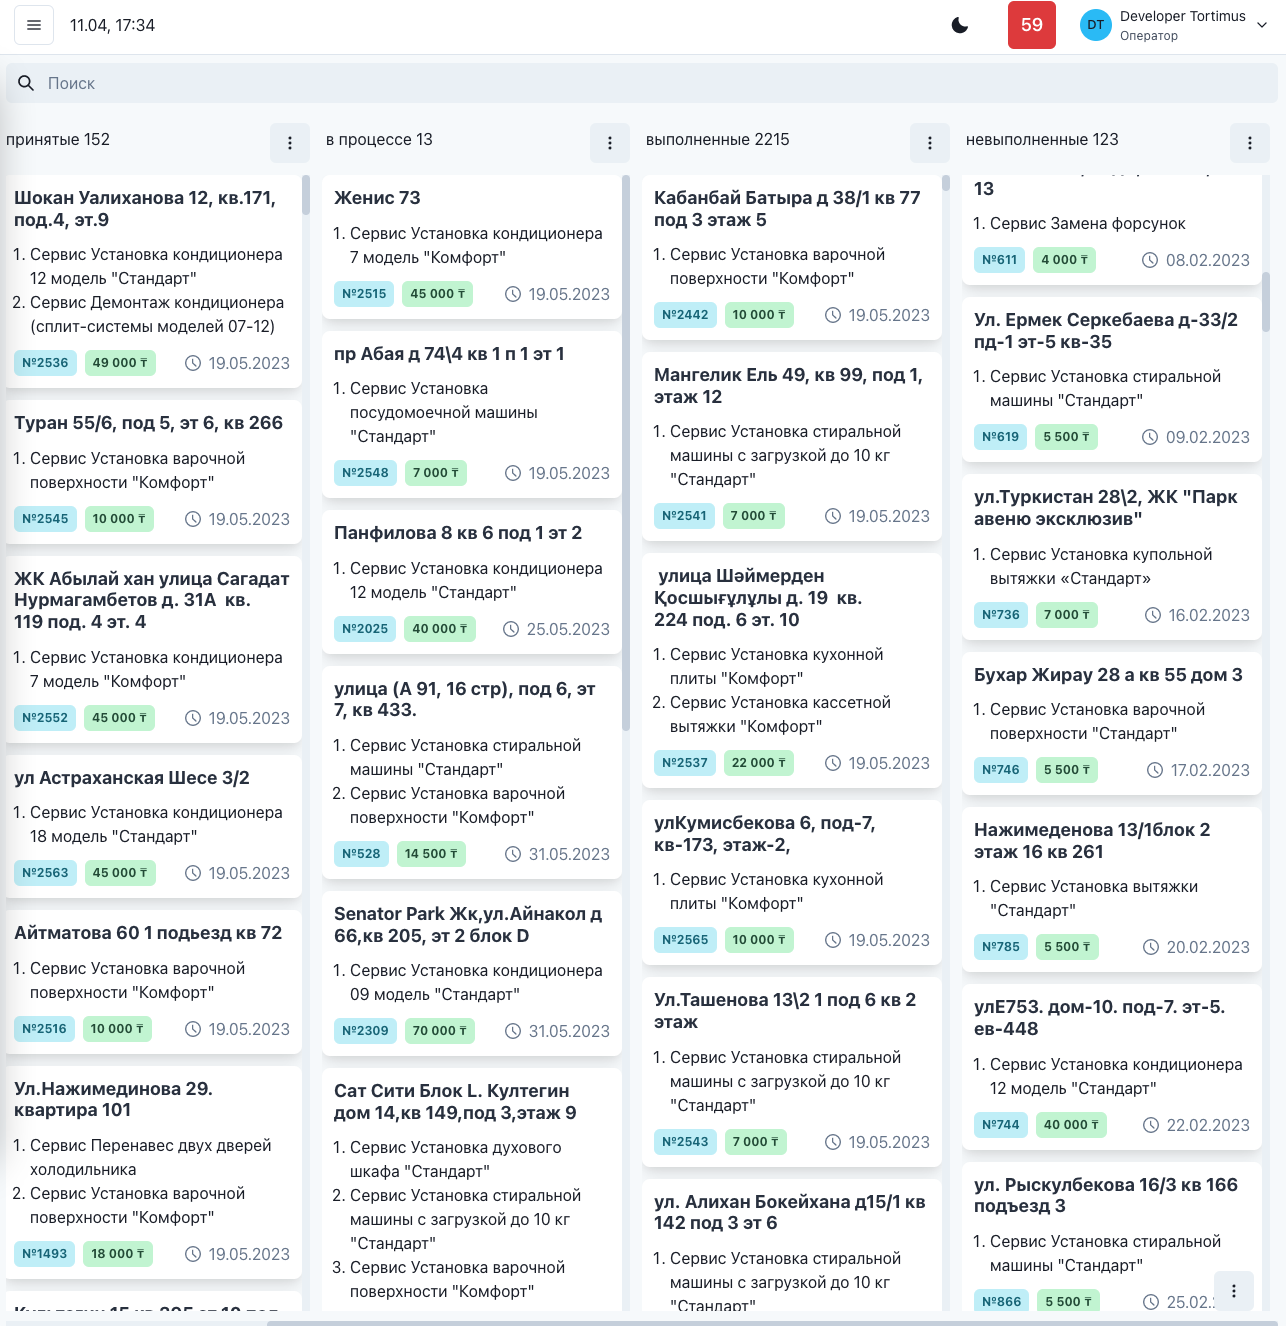 11.04, 17:34
59
DT
Developer Tortimus
Оператор
Поиск
принятые 152
Шокан Уалиханова 12, кв.171,
под.4, эт.9
1. Сервис Установка кондиционера
12 модель "Стандарт"
2. Сервис Демонтаж кондиционера
(сплит-системы моделей 07-12)
№2536 49 000 ₸ 19.05.2023
Туран 55/6, под 5, эт 6, кв 266
1. Сервис Установка варочной
поверхности "Комфорт"
№2545 10 000 ₸ 19.05.2023
ЖК Абылай хан улица Сагадат
Нурмагамбетов д. 31А кв.
119 под. 4 эт. 4
1. Сервис Установка кондиционера
7 модель "Комфорт"
№2552 45 000 ₸ 19.05.2023
ул Астраханская Шесе 3/2
1. Сервис Установка кондиционера
18 модель "Стандарт"
№2563 45 000 ₸ 19.05.2023
Айтматова 60 1 подьезд кв 72
1. Сервис Установка варочной
поверхности "Комфорт"
№2516 10 000 ₸ 19.05.2023
Ул.Нажимединова 29.
квартира 101
1. Сервис Перенавес двух дверей
холодильника
2. Сервис Установка варочной
поверхности "Комфорт"
№1493 18 000 ₸ 19.05.2023
в процессе 13
Женис 73
1. Сервис Установка кондиционера
7 модель "Комфорт"
№2515 45 000 ₸ 19.05.2023
пр Абая д 74\4 кв 1 п 1 эт 1
1. Сервис Установка
посудомоечной машины
"Стандарт"
№2548 7 000 ₸ 19.05.2023
Панфилова 8 кв 6 под 1 эт 2
1. Сервис Установка кондиционера
12 модель "Стандарт"
№2025 40 000 ₸ 25.05.2023
улица (А 91, 16 стр), под 6, эт
7, кв 433.
1. Сервис Установка стиральной
машины "Стандарт"
2. Сервис Установка варочной
поверхности "Комфорт"
№528 14 500 ₸ 31.05.2023
Senator Park Жк,ул.Айнакол д
66,кв 205, эт 2 блок D
1. Сервис Установка кондиционера
09 модель "Стандарт"
№2309 70 000 ₸ 31.05.2023
Сат Сити Блок L. Култегин
дом 14,кв 149,под 3,этаж 9
1. Сервис Установка духового
шкафа "Стандарт"
2. Сервис Установка стиральной
машины с загрузкой до 10 кг
"Стандарт"
3. Сервис Установка варочной
поверхности "Комфорт"
выполненные 2215
Кабанбай Батыра д 38/1 кв 77
под 3 этаж 5
1. Сервис Установка варочной
поверхности "Комфорт"
№2442 10 000 ₸ 19.05.2023
Мангелик Ель 49, кв 99, под 1,
этаж 12
1. Сервис Установка стиральной
машины с загрузкой до 10 кг
"Стандарт"
№2541 7 000 ₸ 19.05.2023
улица Шәймерден
Қосшығұлұлы д. 19 кв.
224 под. 6 эт. 10
1. Сервис Установка кухонной
плиты "Комфорт"
2. Сервис Установка кассетной
вытяжки "Комфорт"
№2537 22 000 ₸ 19.05.2023
улКумисбекова 6, под-7,
кв-173, этаж-2,
1. Сервис Установка кухонной
плиты "Комфорт"
№2565 10 000 ₸ 19.05.2023
Ул.Ташенова 13\2 1 под 6 кв 2
этаж
1. Сервис Установка стиральной
машины с загрузкой до 10 кг
"Стандарт"
№2543 7 000 ₸ 19.05.2023
ул. Алихан Бокейхана д15/1 кв
142 под 3 эт 6
1. Сервис Установка стиральной
машины с загрузкой до 10 кг
"Стандарт"
невыполненные 123
13
1. Сервис Замена форсунок
№611 4 000 ₸ 08.02.2023
Ул. Ермек Серкебаева д-33/2
пд-1 эт-5 кв-35
1. Сервис Установка стиральной
машины "Стандарт"
№619 5 500 ₸ 09.02.2023
ул.Туркистан 28\2, ЖК "Парк
авеню эксклюзив"
1. Сервис Установка купольной
вытяжки «Стандарт»
№736 7 000 ₸ 16.02.2023
Бухар Жирау 28 а кв 55 дом 3
1. Сервис Установка варочной
поверхности "Стандарт"
№746 5 500 ₸ 17.02.2023
Нажимеденова 13/1блок 2
этаж 16 кв 261
1. Сервис Установка вытяжки
"Стандарт"
№785 5 500 ₸ 20.02.2023
улЕ753. дом-10. под-7. эт-5.
ев-448
1. Сервис Установка кондиционера
12 модель "Стандарт"
№744 40 000 ₸ 22.02.2023
ул. Рыскулбекова 16/3 кв 166
подъезд 3
1. Сервис Установка стиральной
машины "Стандарт"
№866 5 500 ₸ 25.02.